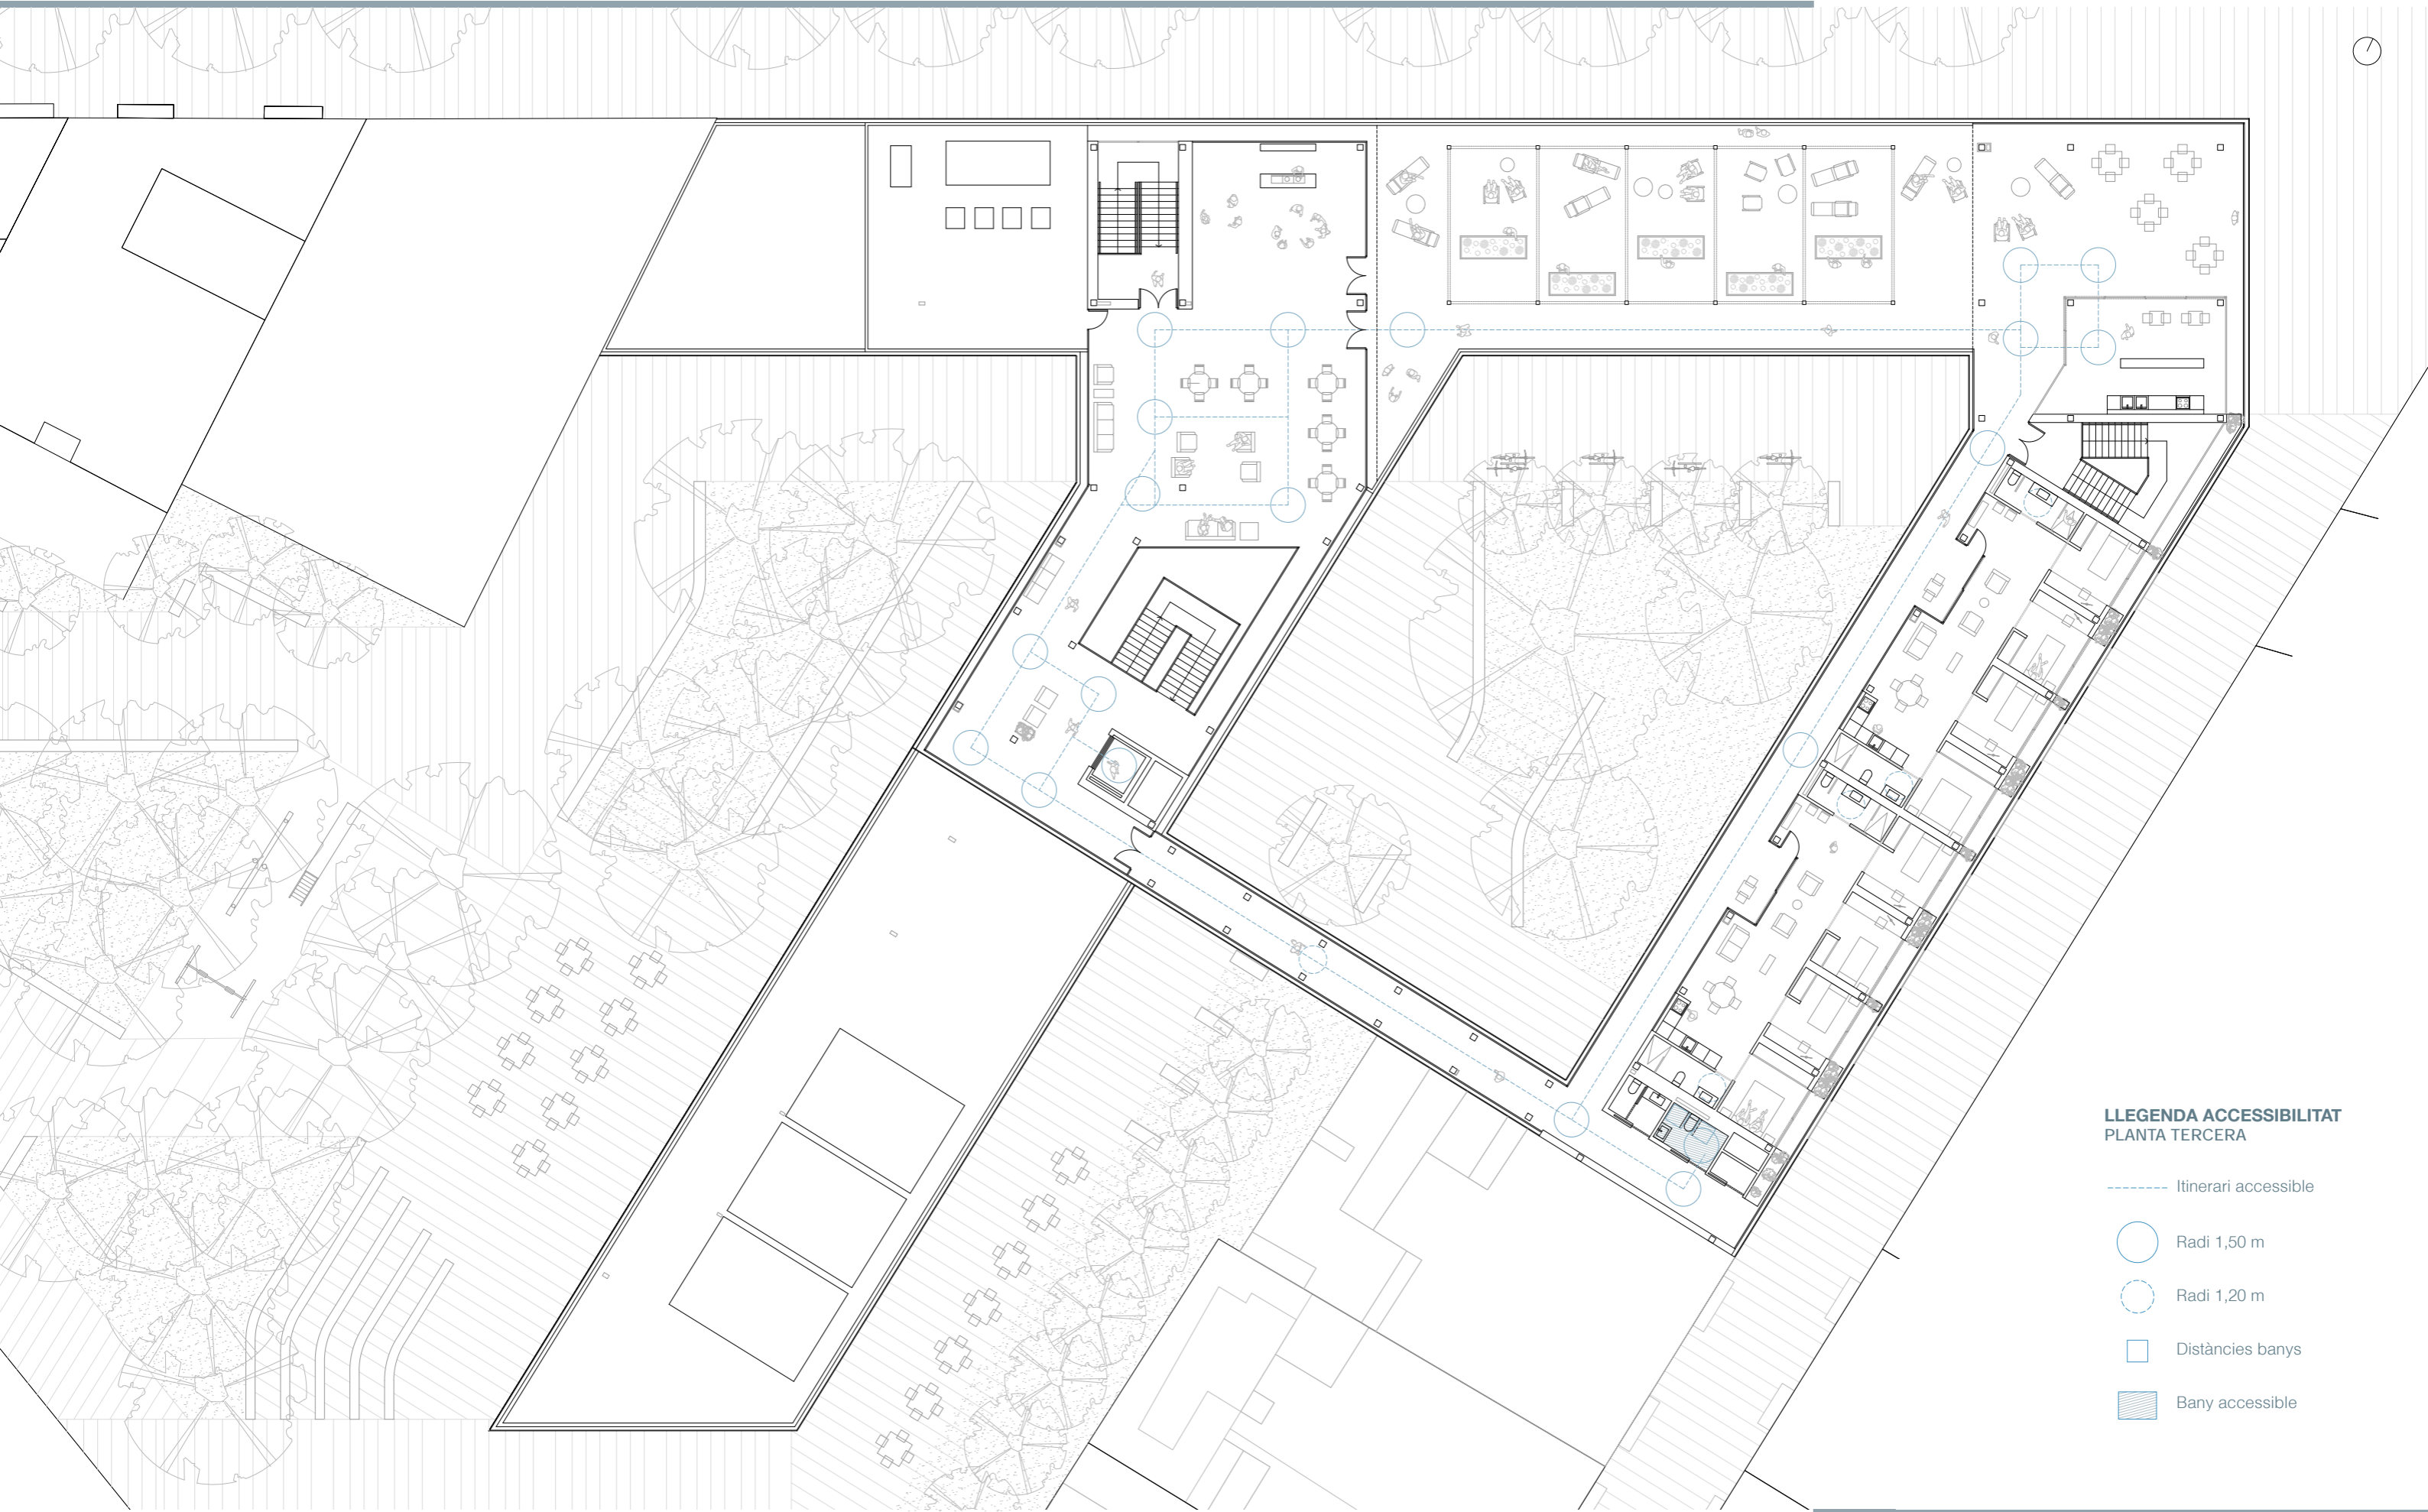 LLEGENDA ACCESSIBILITAT
PLANTA TERCERA
Itinerari accessible
Radi 1,50 m
Radi 1,20 m
Distàncies banys
Bany accessible